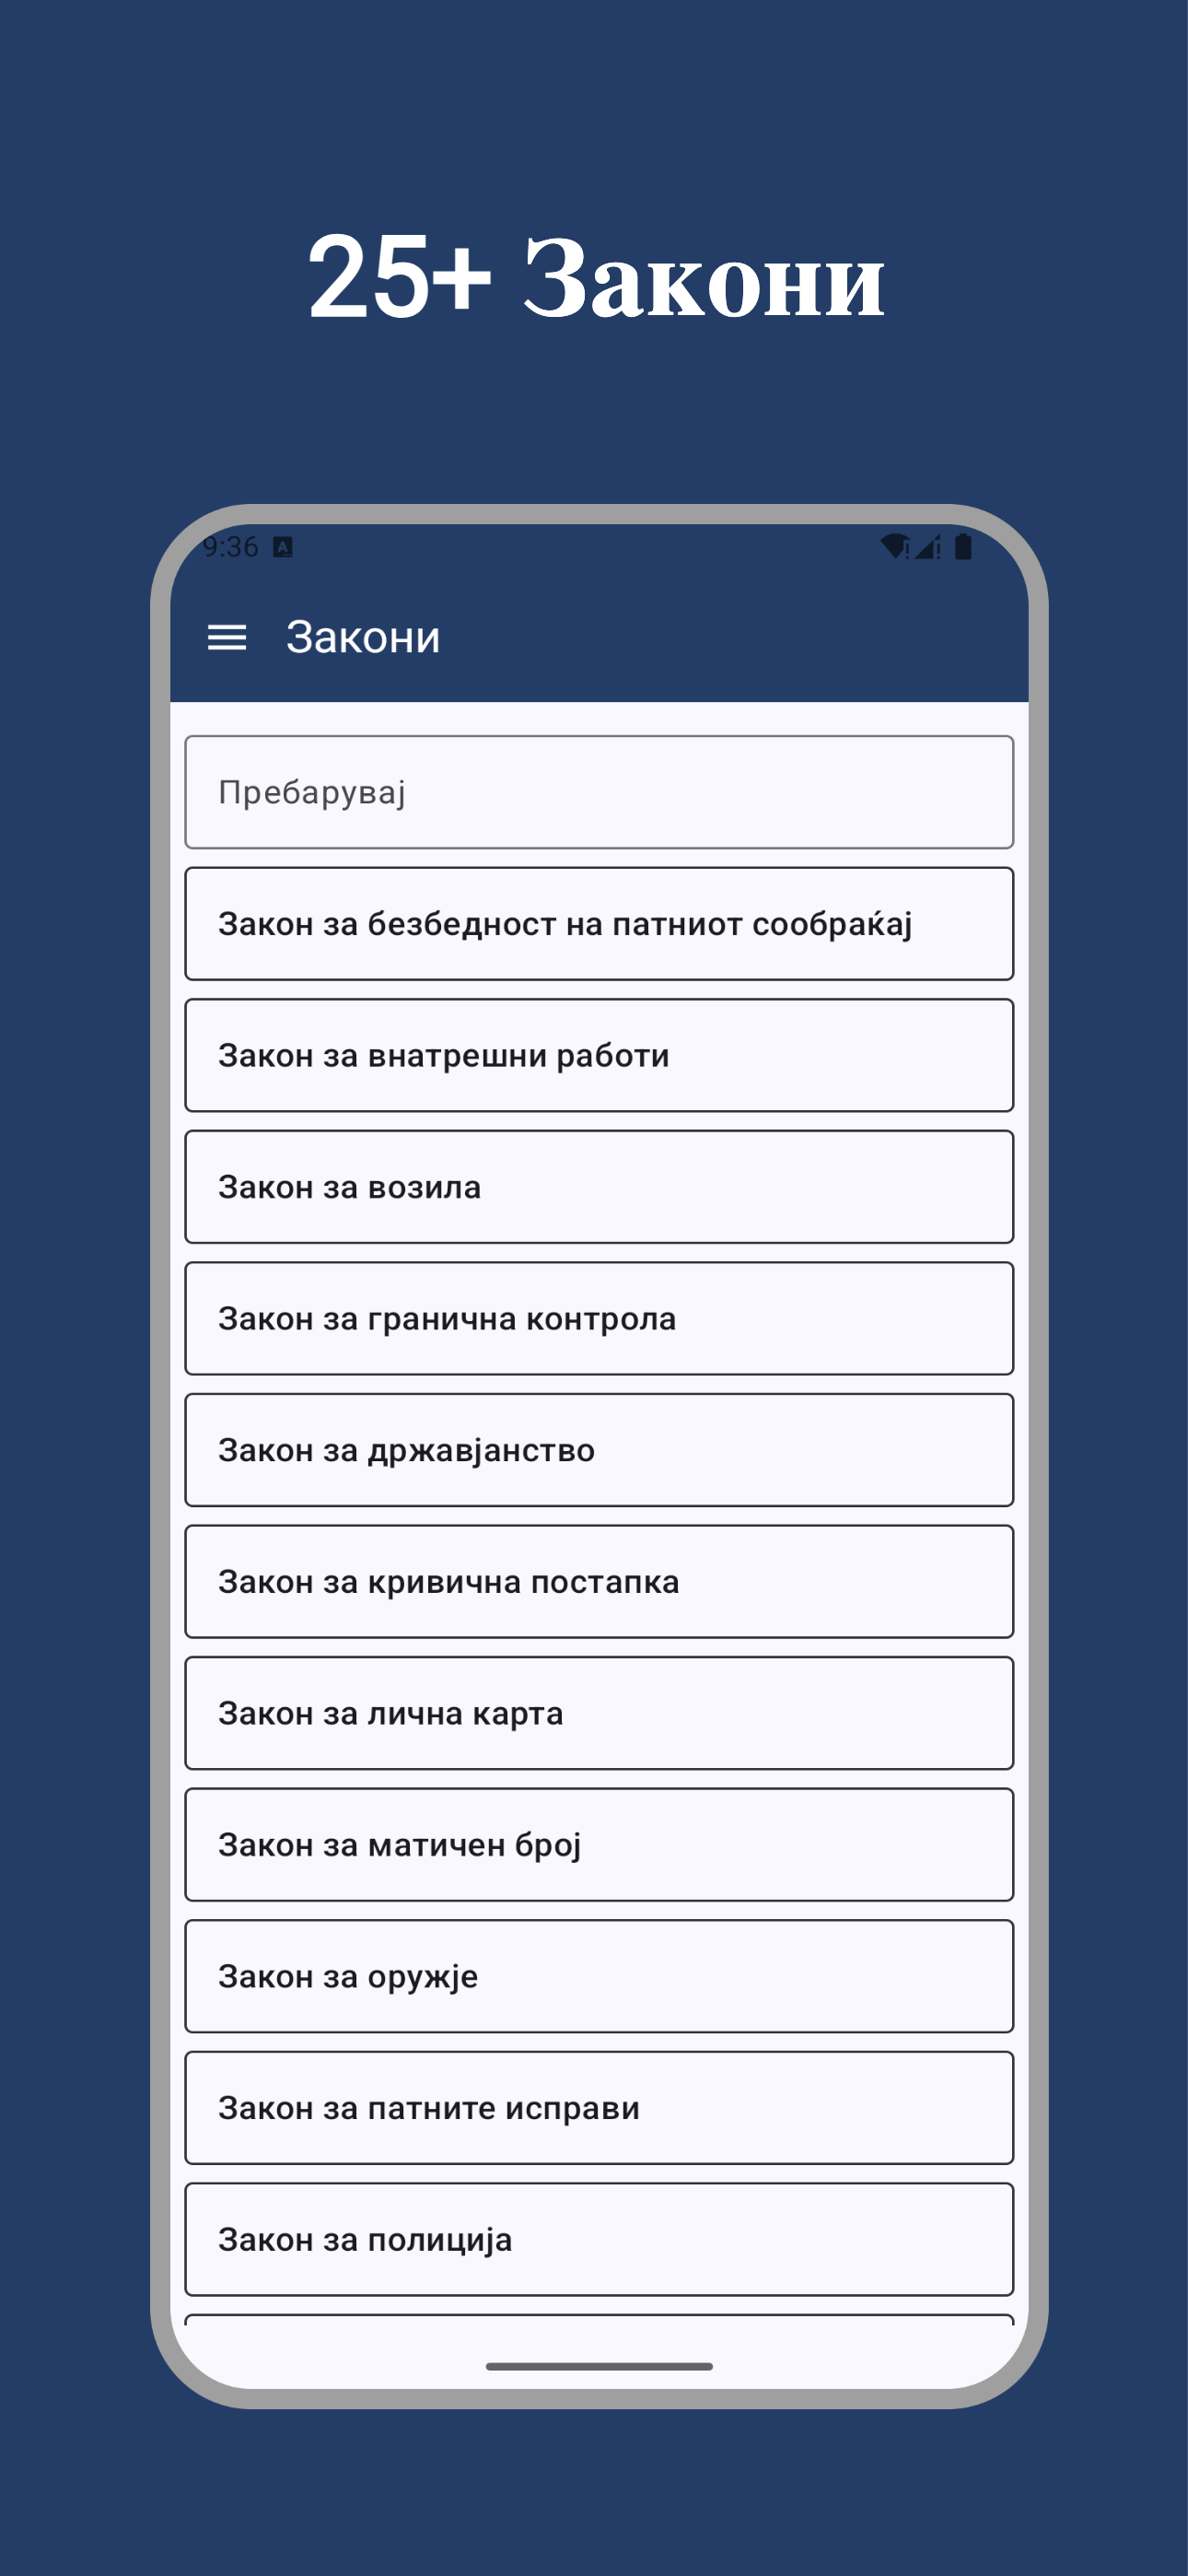 25+ Закони
9:36
Закони
Пребарувај
Закон за безбедност на патниот сообраќај
Закон за внатрешни работи
Закон за возила
Закон за гранична контрола
Закон за државјанство
Закон за кривична постапка
Закон за лична карта
Закон за матичен број
Закон за оружје
Закон за патните исправи
Закон за полиција